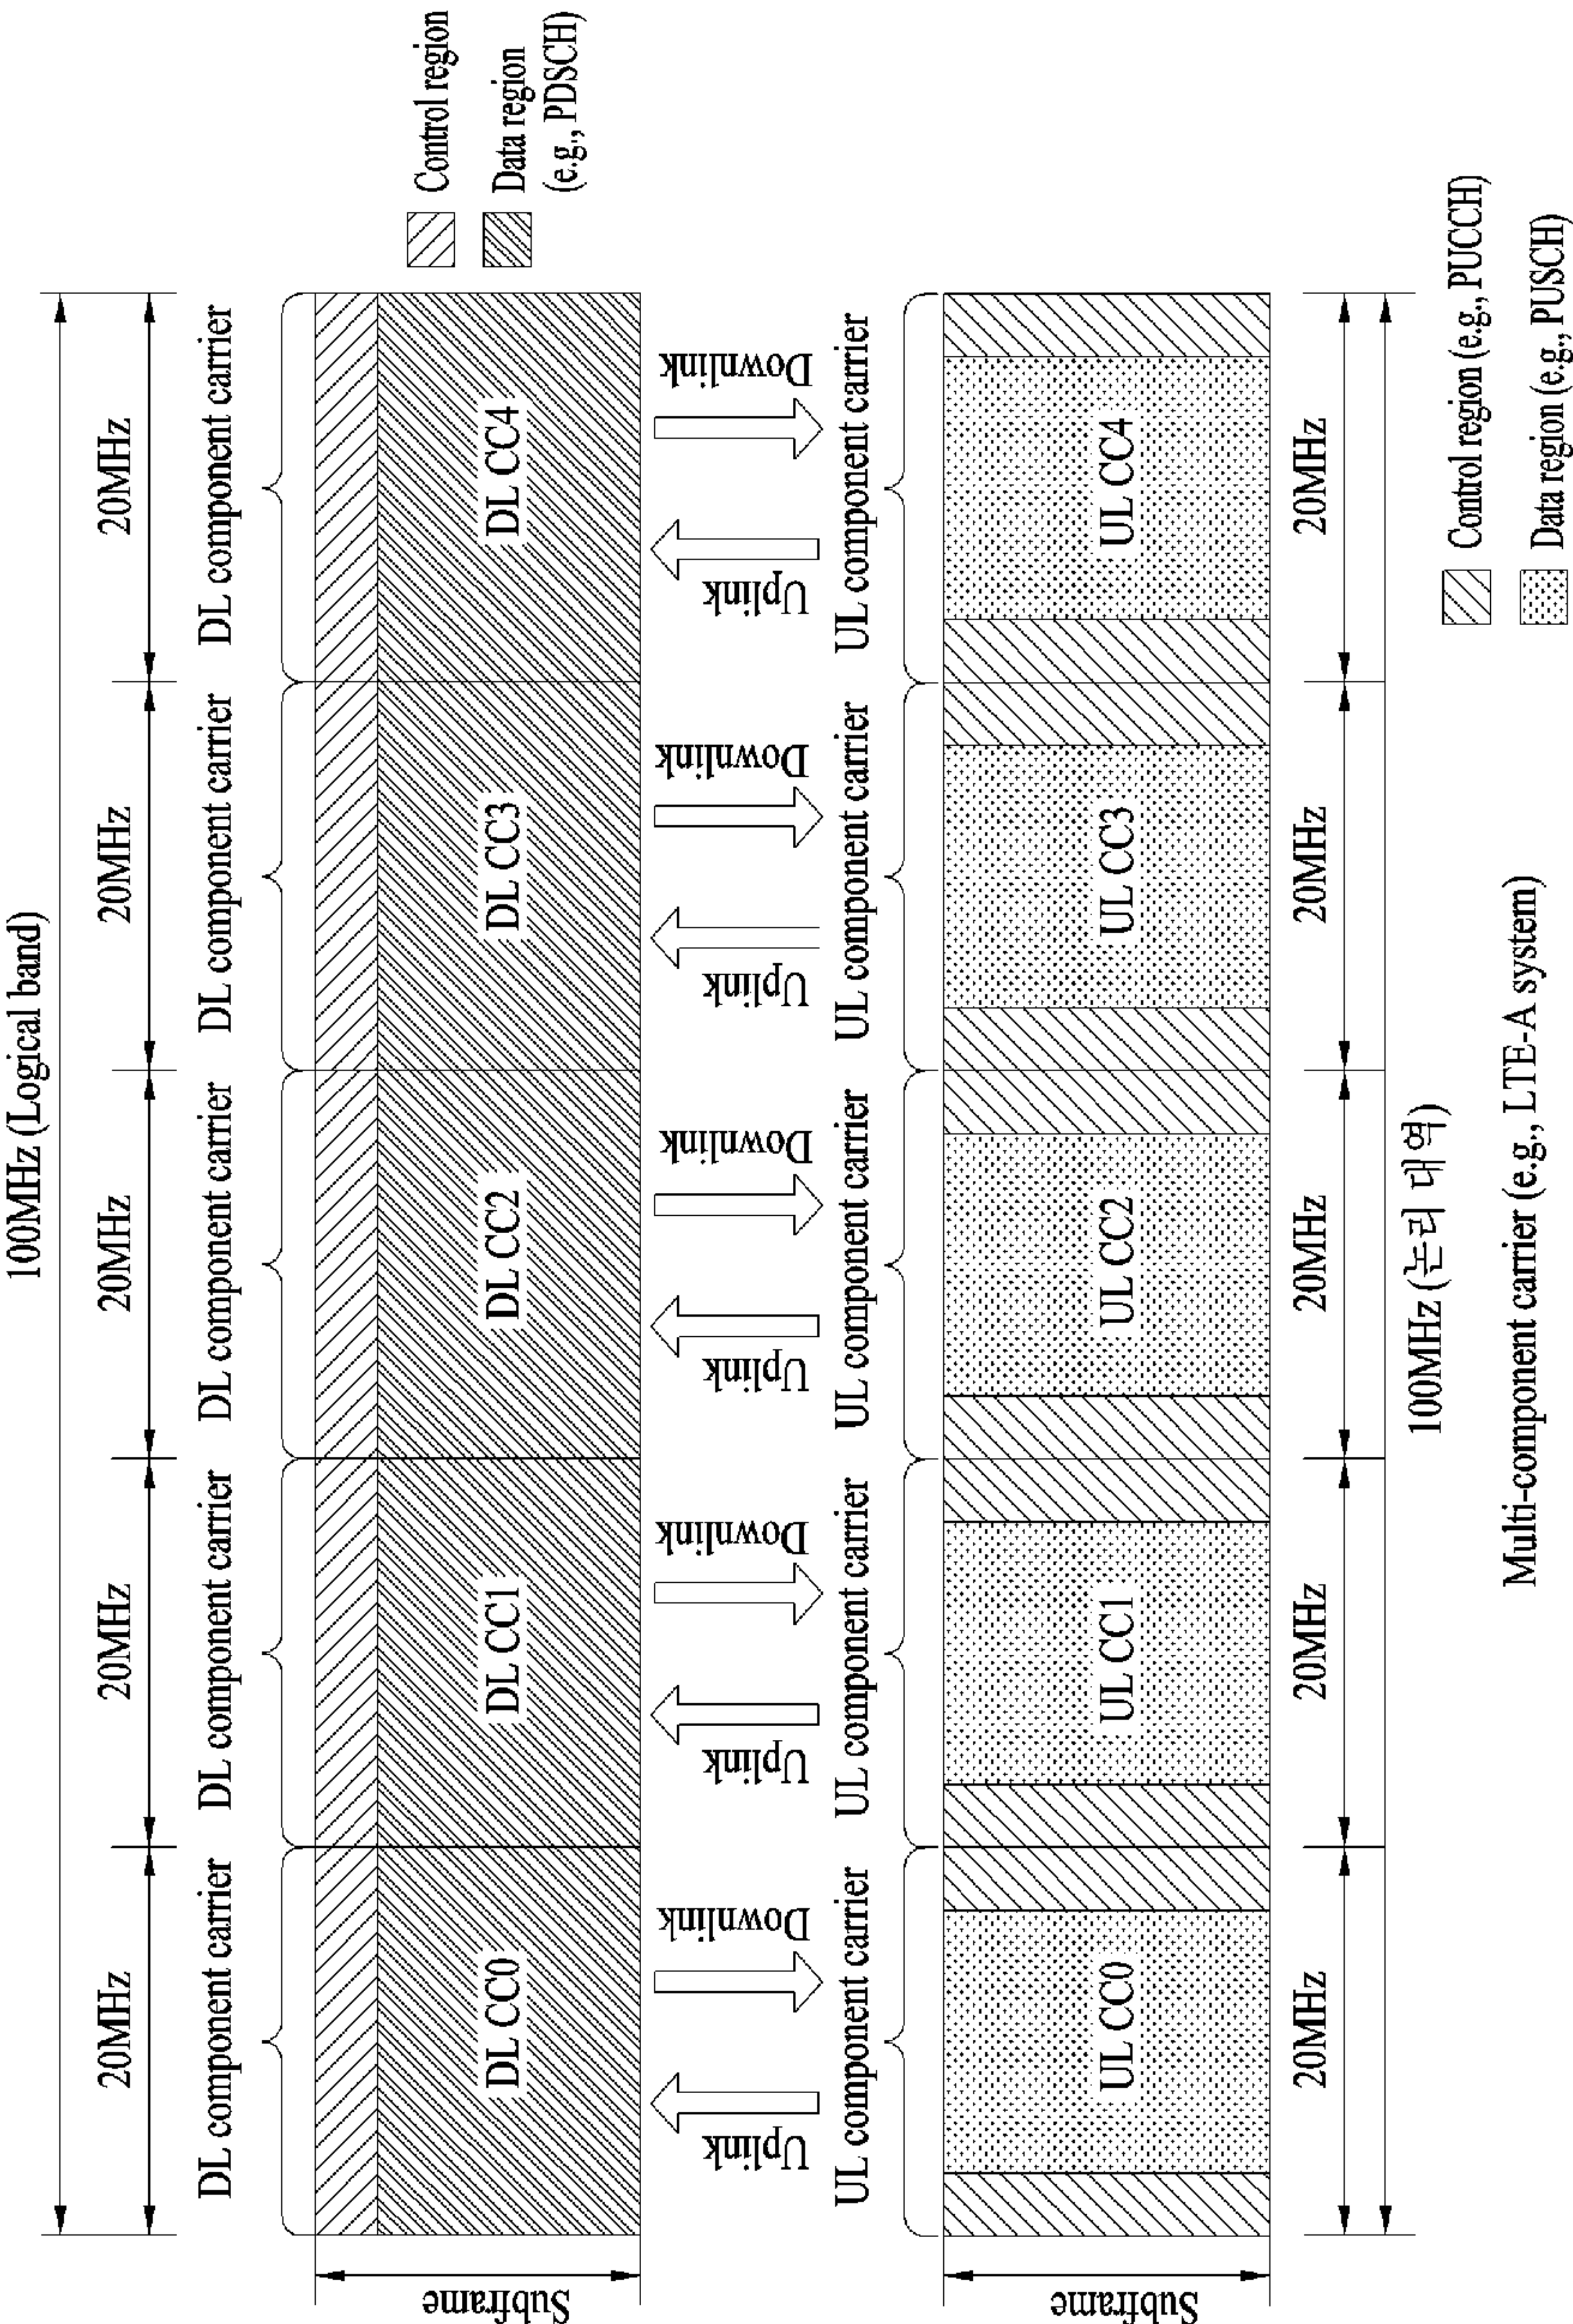 100MHz (Logical band)
20MHz
20MHz
20MHz
20MHz
20MHz
DL component carrier
DL component carrier
DL component carrier
DL component carrier
DL component carrier
Control region
Data region
(e.g., PDSCH)
Subframe
DL CC0
DL CC1
DL CC2
DL CC3
DL CC4
Uplink
Downlink
Uplink
Downlink
Uplink
Downlink
Uplink
Downlink
Uplink
Downlink
UL component carrier
UL component carrier
UL component carrier
UL component carrier
UL component carrier
Subframe
UL CC0
UL CC1
UL CC2
UL CC3
UL CC4
20MHz
20MHz
20MHz
20MHz
20MHz
100MHz (논리 대역)
Control region (e.g., PUCCH)
Data region (e.g., PUSCH)
Multi-component carrier (e.g., LTE-A system)